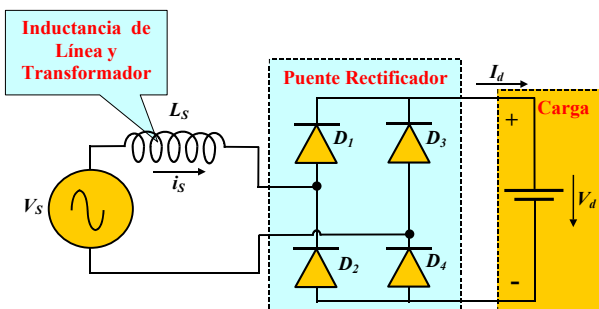 Inductancia de
Línea y
Transformador
Puente Rectificador
I_d
Carga
L_S
D_1
D_3
+
i_S
V_S
V_d
D_2
D_4
-